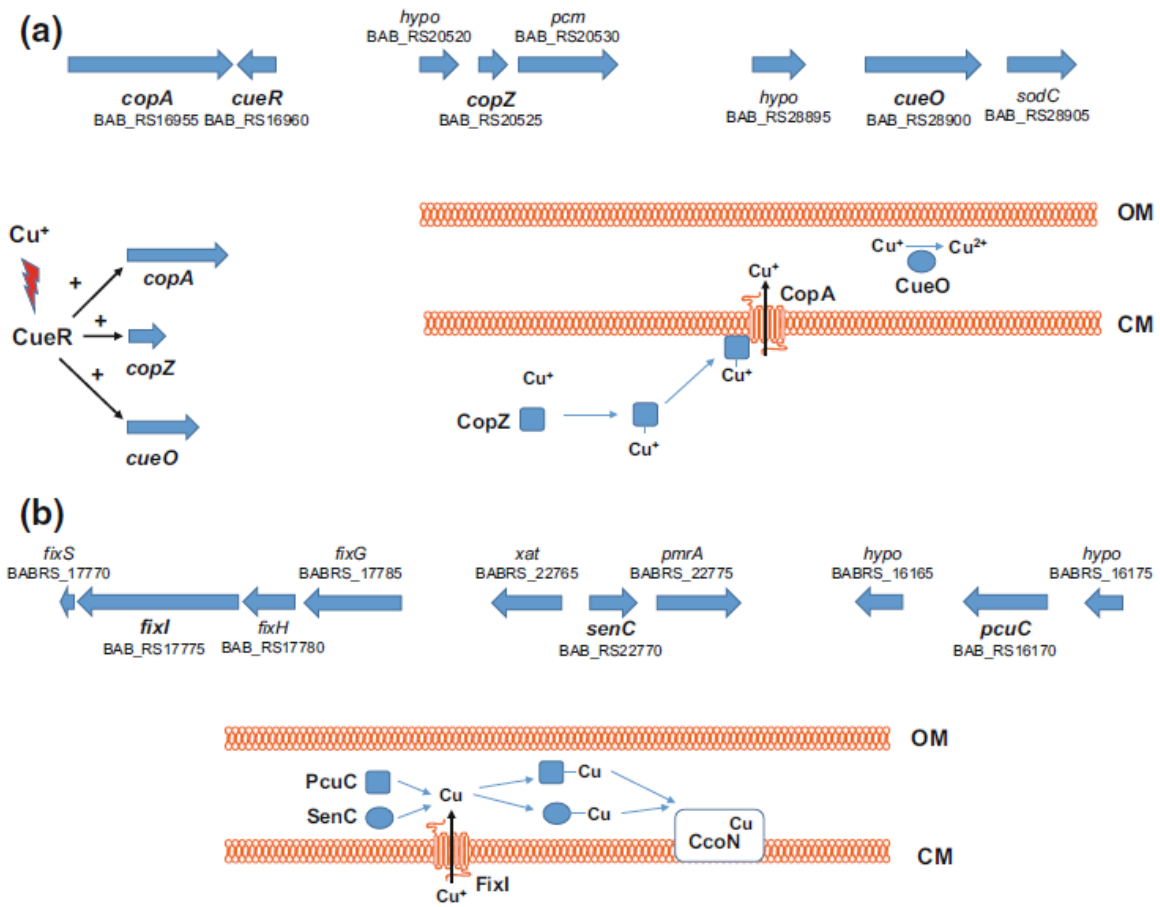 (a)
hypo
BAB_RS20520
pcm
BAB_RS20530
copA
BAB_RS16955
cueR
BAB_RS16960
copZ
BAB_RS20525
hypo
BAB_RS28895
cueO
BAB_RS28900
sodC
BAB_RS28905
Cu⁺
CueR
+
copA
+
copZ
+
cueO
OM
Cu⁺
Cu²⁺
CueO
Cu⁺
CopA
CM
Cu⁺
Cu⁺
CopZ
Cu⁺
(b)
fixS
BABRS_17770
fixG
BABRS_17785
xat
BABRS_22765
pmrA
BABRS_22775
hypo
BABRS_16165
hypo
BABRS_16175
fixI
BAB_RS17775
fixH
BAB_RS17780
senC
BAB_RS22770
pcuC
BAB_RS16170
OM
PcuC
SenC
Cu
Cu
Cu
Cu
CcoN
CM
FixI
Cu⁺